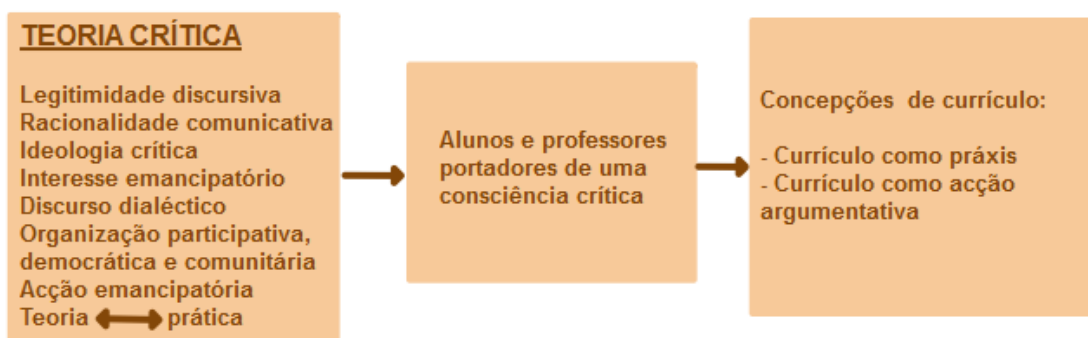 TEORIA CRÍTICA
Legitimidade discursiva
Racionalidade comunicativa
Ideologia crítica
Interesse emancipatório
Discurso dialéctico
Organização participativa,
democrática e comunitária
Acção emancipatória
Teoria prática
Alunos e professores
portadores de uma
consciência crítica
Concepções de currículo:
- Currículo como práxis
- Currículo como acção
argumentativa